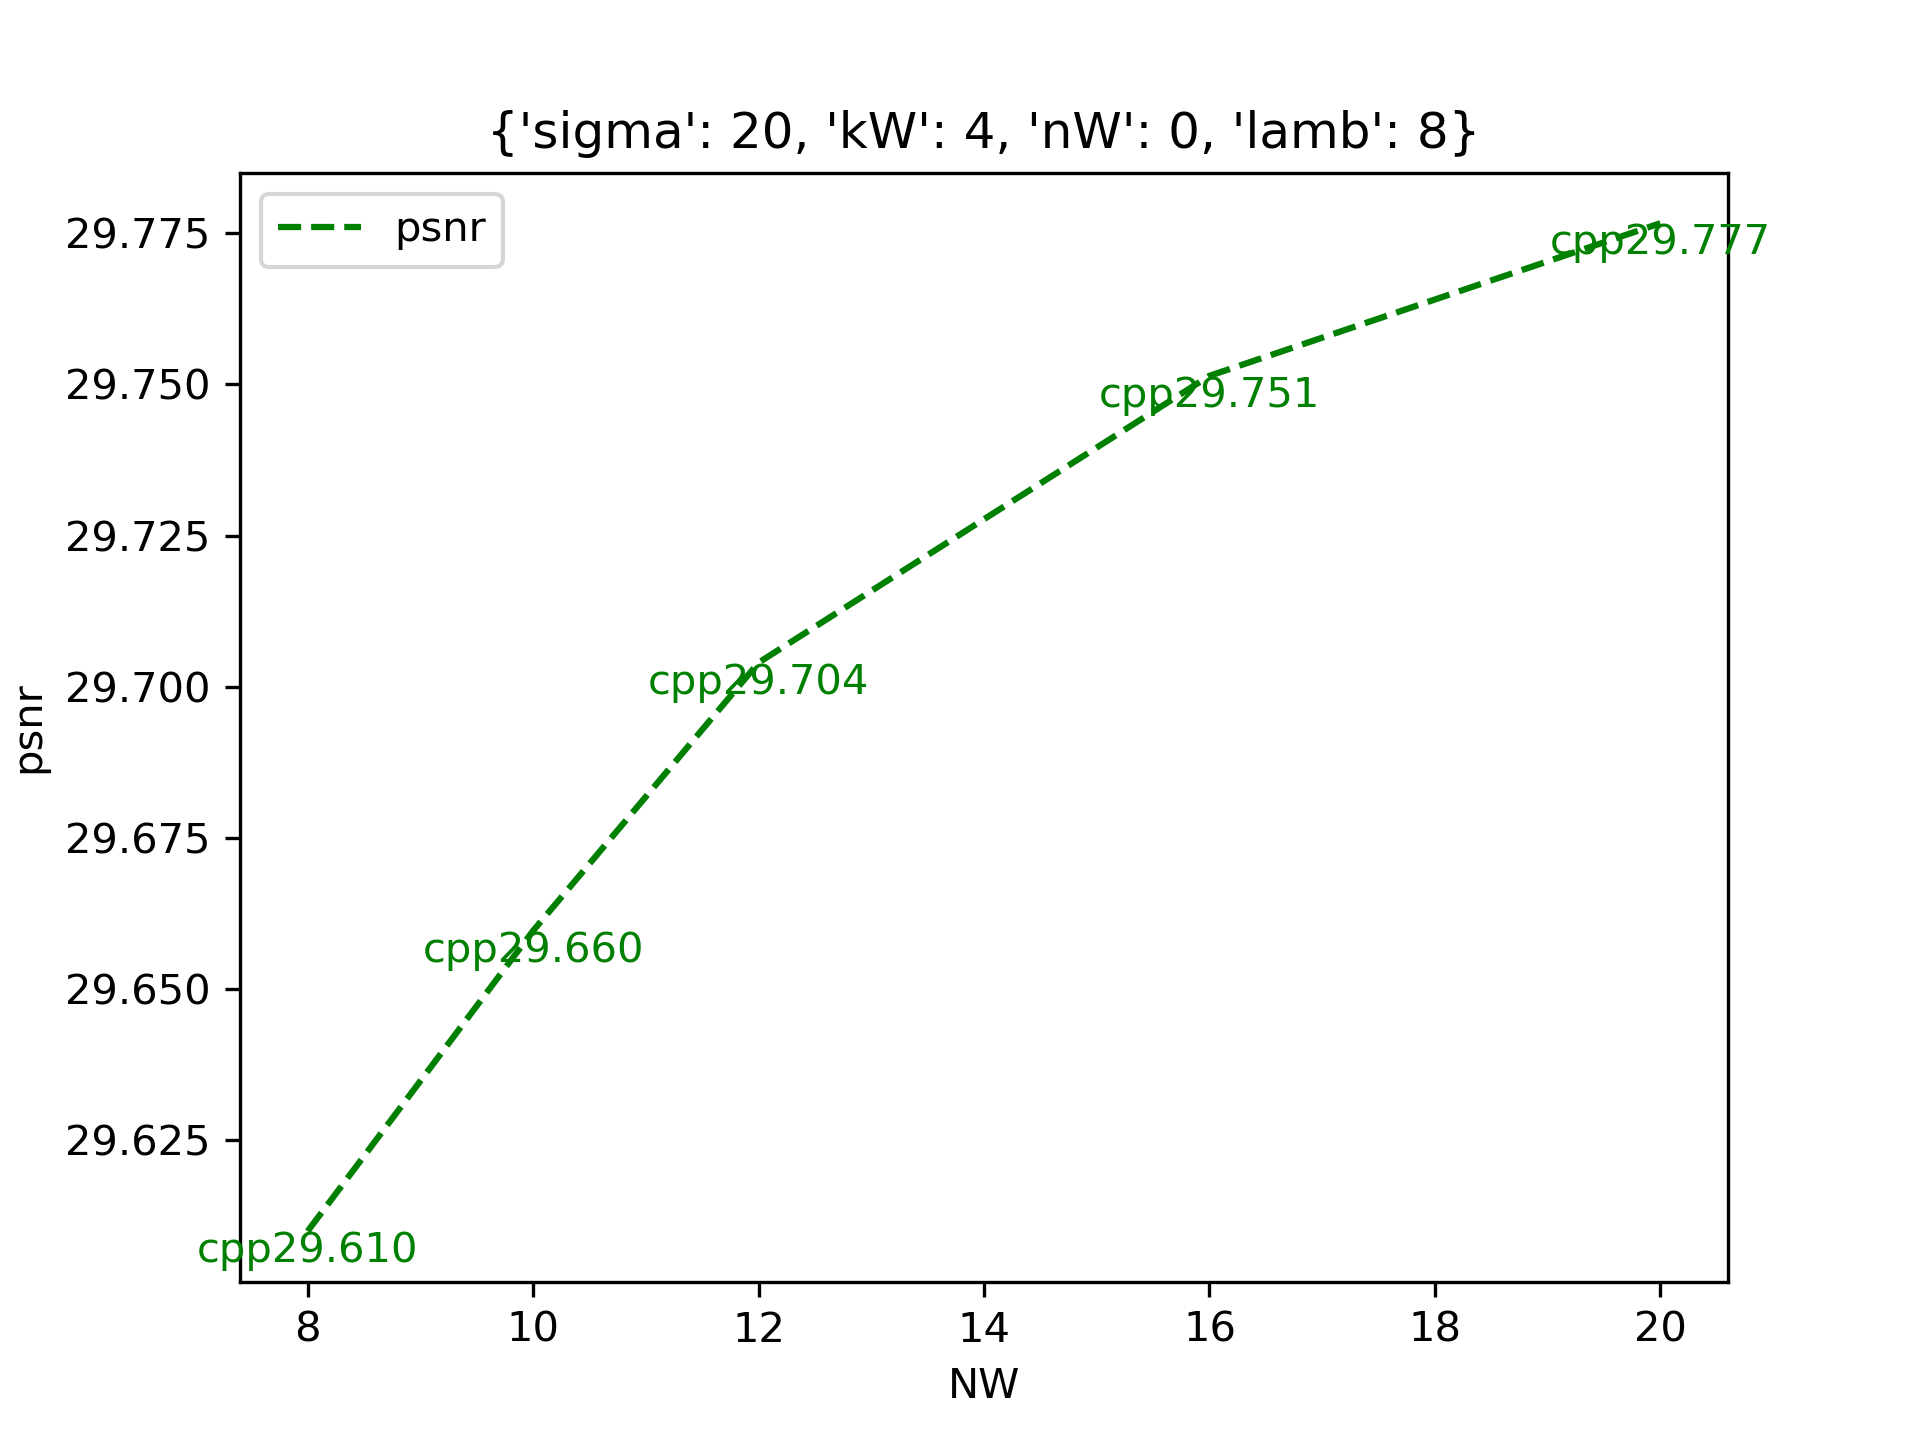 {'sigma': 20, 'kW': 4, 'nW': 0, 'lamb': 8}
psnr
29.775
29.750
29.725
29.700
29.675
29.650
29.625
psnr
cpp29.777
cpp29.751
cpp29.704
cpp29.660
cpp29.610
8 10 12 14 16 18 20
NW